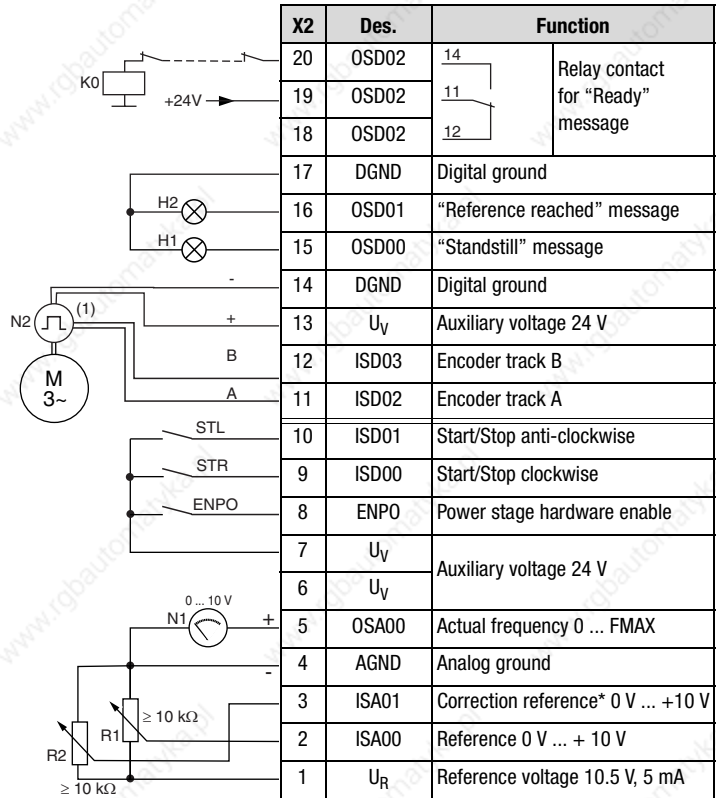 X2 Des. Function
20 OSD02 14 Relay contact
K0 +24V 19 OSD02 11 for “Ready”
18 OSD02 12 message
17 DGND Digital ground
H2 16 OSD01 “Reference reached” message
H1 15 OSD00 “Standstill” message
- 14 DGND Digital ground
N2 (1) + 13 UV Auxiliary voltage 24 V
B 12 ISD03 Encoder track B
M
3~
A 11 ISD02 Encoder track A
STL 10 ISD01 Start/Stop anti-clockwise
STR 9 ISD00 Start/Stop clockwise
ENPO 8 ENPO Power stage hardware enable
7 UV Auxiliary voltage 24 V
6 UV
0 ... 10 V
N1 + 5 OSA00 Actual frequency 0 ... FMAX
- 4 AGND Analog ground
3 ISA01 Correction reference* 0 V ... +10 V
≥ 10 kΩ
R1 2 ISA00 Reference 0 V ... + 10 V
R2
≥ 10 kΩ
1 UR Reference voltage 10.5 V, 5 mA
www.rgbautomatyka.pl